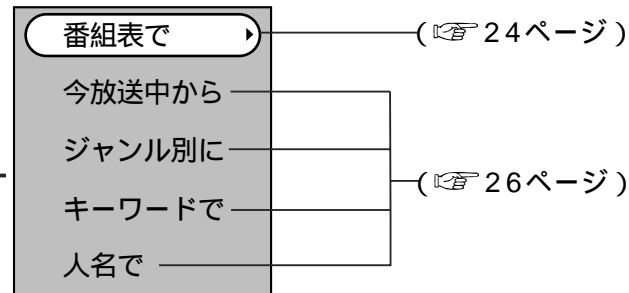 番組表で (☞24ページ)
今放送中から
ジャンル別に
キーワードで (☞26ページ)
人名で